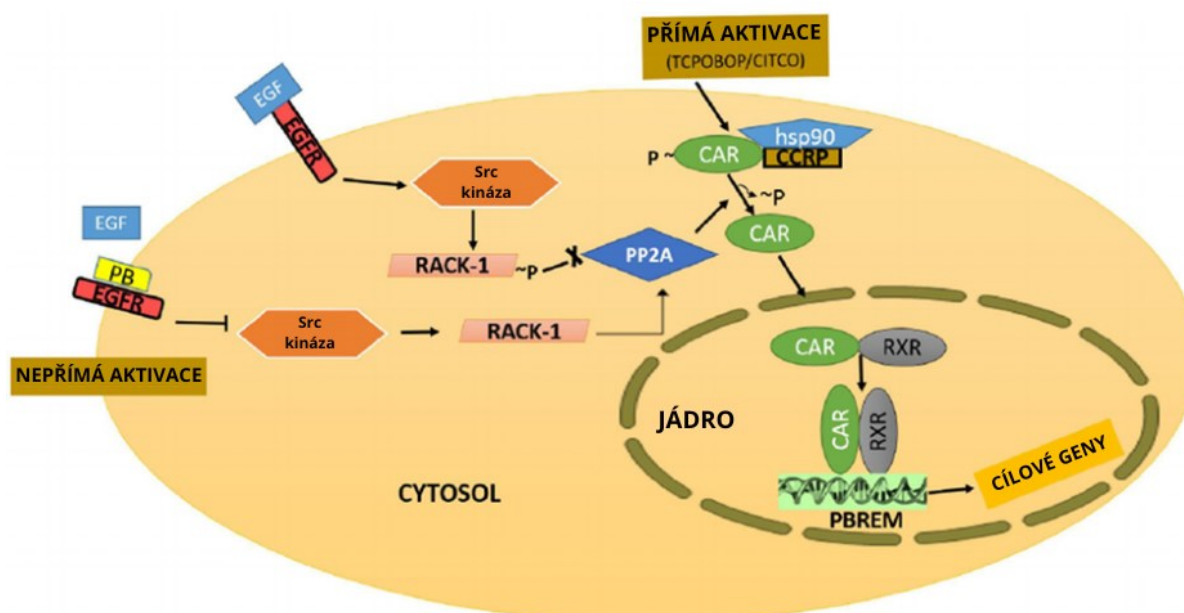 PŘÍMÁ AKTIVACE
(TCPOBOP/CITCO)
EGF
EGFR
hsp90
P ~
CAR
CCRP
Src
kináza
~P
EGF
CAR
PP2A
RACK-1
~P
PB
EGFR
Src
kináza
RACK-1
NEPŘÍMÁ AKTIVACE
CAR
RXR
JÁDRO
CAR
RXR
CÍLOVÉ GENY
CYTOSOL
PBREM